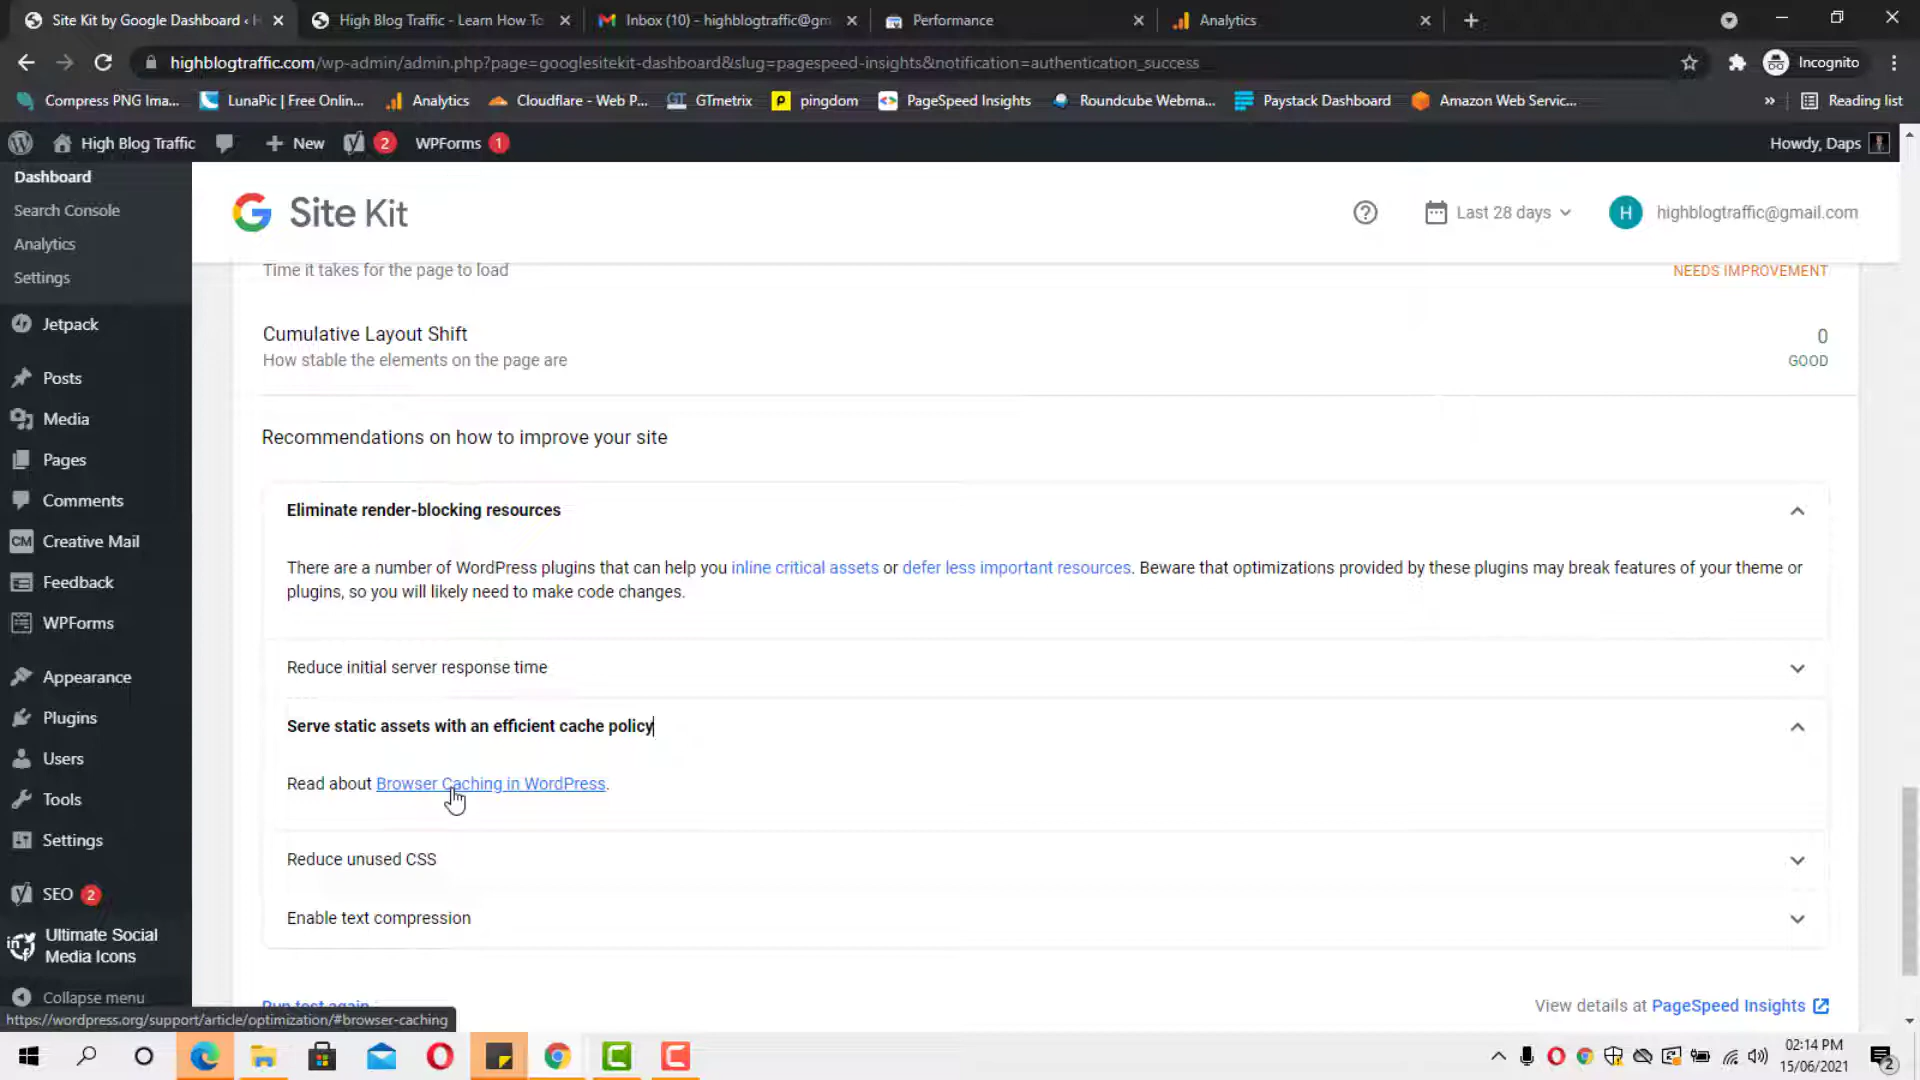 Site Kit by Google Dashboard ‹ H
High Blog Traffic - Learn How To
Inbox (10) - highblogtraffic@gm
Performance
Analytics
highblogtraffic.com/wp-admin/admin.php?page=googlesitekit-dashboard&slug=pagespeed-insights&notification=authentication_success
Incognito
Compress PNG Ima...
LunaPic | Free Onlin...
Analytics
Cloudflare - Web P...
GTmetrix
pingdom
PageSpeed Insights
Roundcube Webma...
Paystack Dashboard
Amazon Web Servic...
»
Reading list
High Blog Traffic
New
2
WPForms 1
Howdy, Daps
Dashboard
Search Console
Analytics
Settings
Jetpack
Posts
Media
Pages
Comments
CM Creative Mail
Feedback
WPForms
Appearance
Plugins
Users
Tools
Settings
SEO 2
Ultimate Social
Media Icons
Collapse menu
Site Kit
Last 28 days
H
highblogtraffic@gmail.com
Time it takes for the page to load
NEEDS IMPROVEMENT
Cumulative Layout Shift
0
How stable the elements on the page are
GOOD
Recommendations on how to improve your site
Eliminate render-blocking resources
There are a number of WordPress plugins that can help you inline critical assets or defer less important resources. Beware that optimizations provided by these plugins may break features of your theme or
plugins, so you will likely need to make code changes.
Reduce initial server response time
Serve static assets with an efficient cache policy
Read about Browser Caching in WordPress.
Reduce unused CSS
Enable text compression
Run test again
View details at PageSpeed Insights
https://wordpress.org/support/article/optimization/#browser-caching
02:14 PM
15/06/2021
2